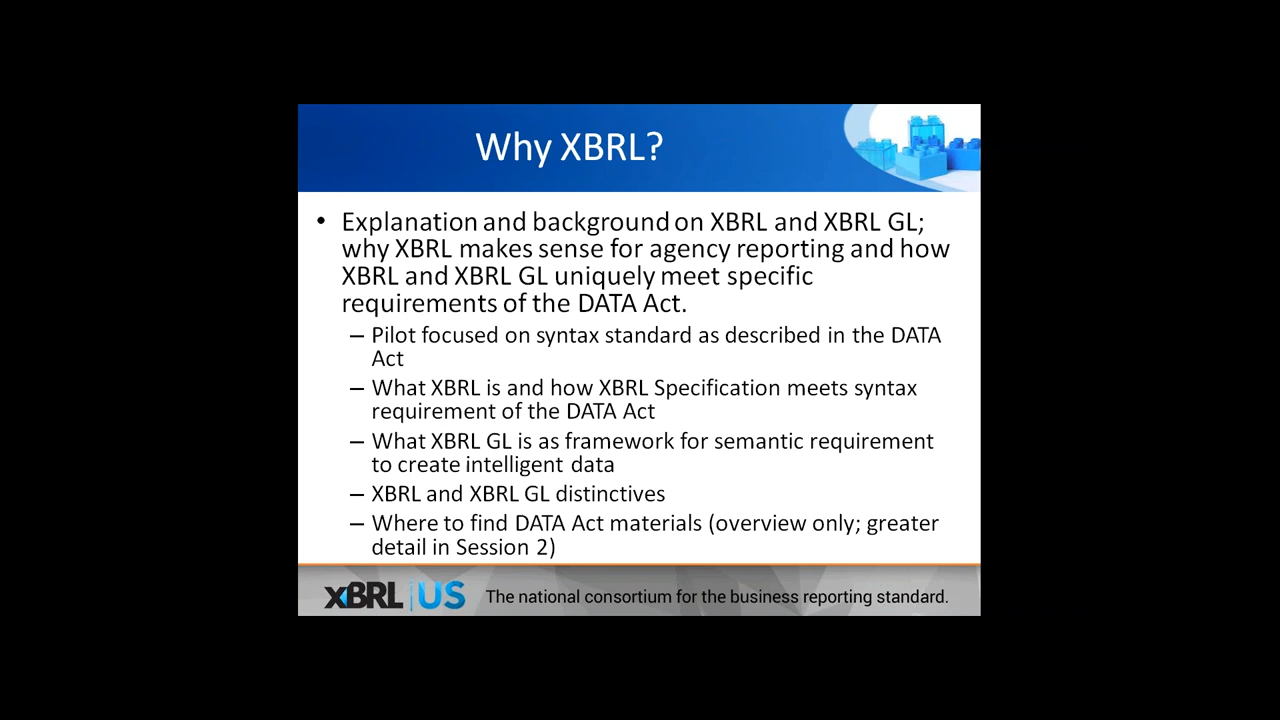 Why XBRL?
• Explanation and background on XBRL and XBRL GL;
why XBRL makes sense for agency reporting and how
XBRL and XBRL GL uniquely meet specific
requirements of the DATA Act.
– Pilot focused on syntax standard as described in the DATA
Act
– What XBRL is and how XBRL Specification meets syntax
requirement of the DATA Act
– What XBRL GL is as framework for semantic requirement
to create intelligent data
– XBRL and XBRL GL distinctives
– Where to find DATA Act materials (overview only; greater
detail in Session 2)
XBRL US The national consortium for the business reporting standard.